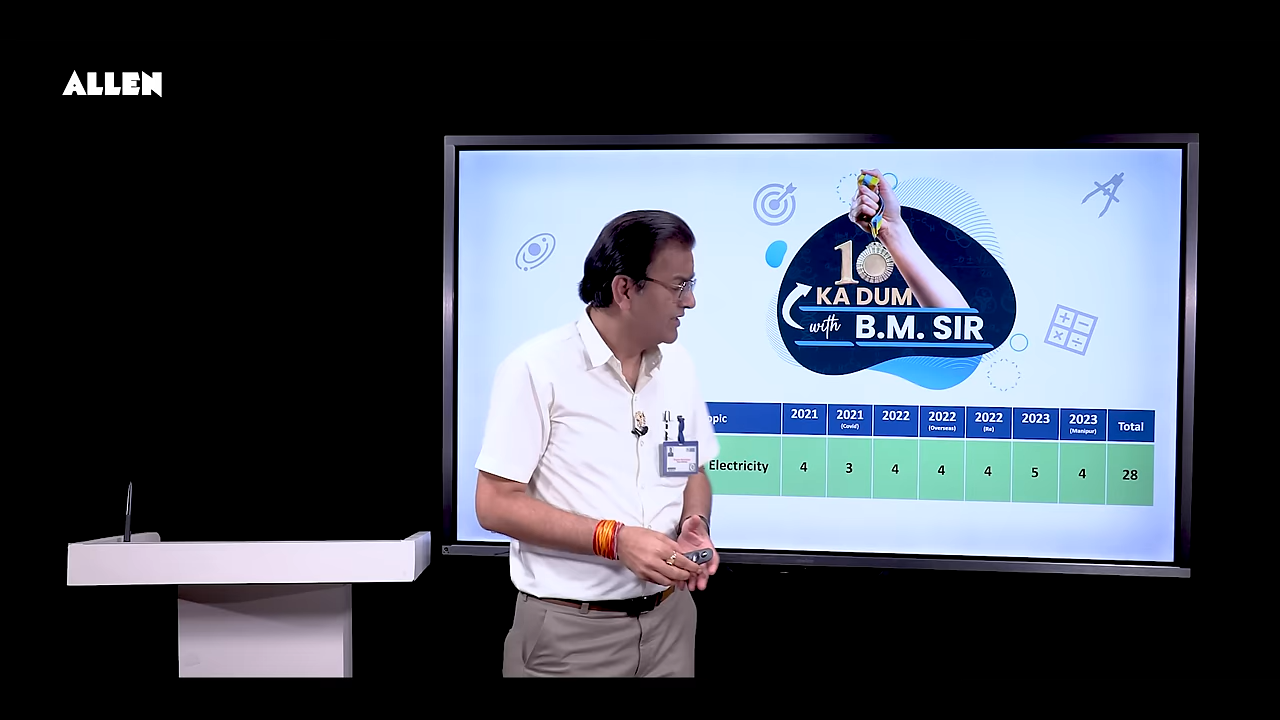 ALLEN
10
KA DUM
with B.M. SIR
opic 2021 2021 2022 2022 2022 2023 2023 Total
(Covid) (Overseas) (Re) (Manipur)
Electricity 4 3 4 4 4 5 4 28